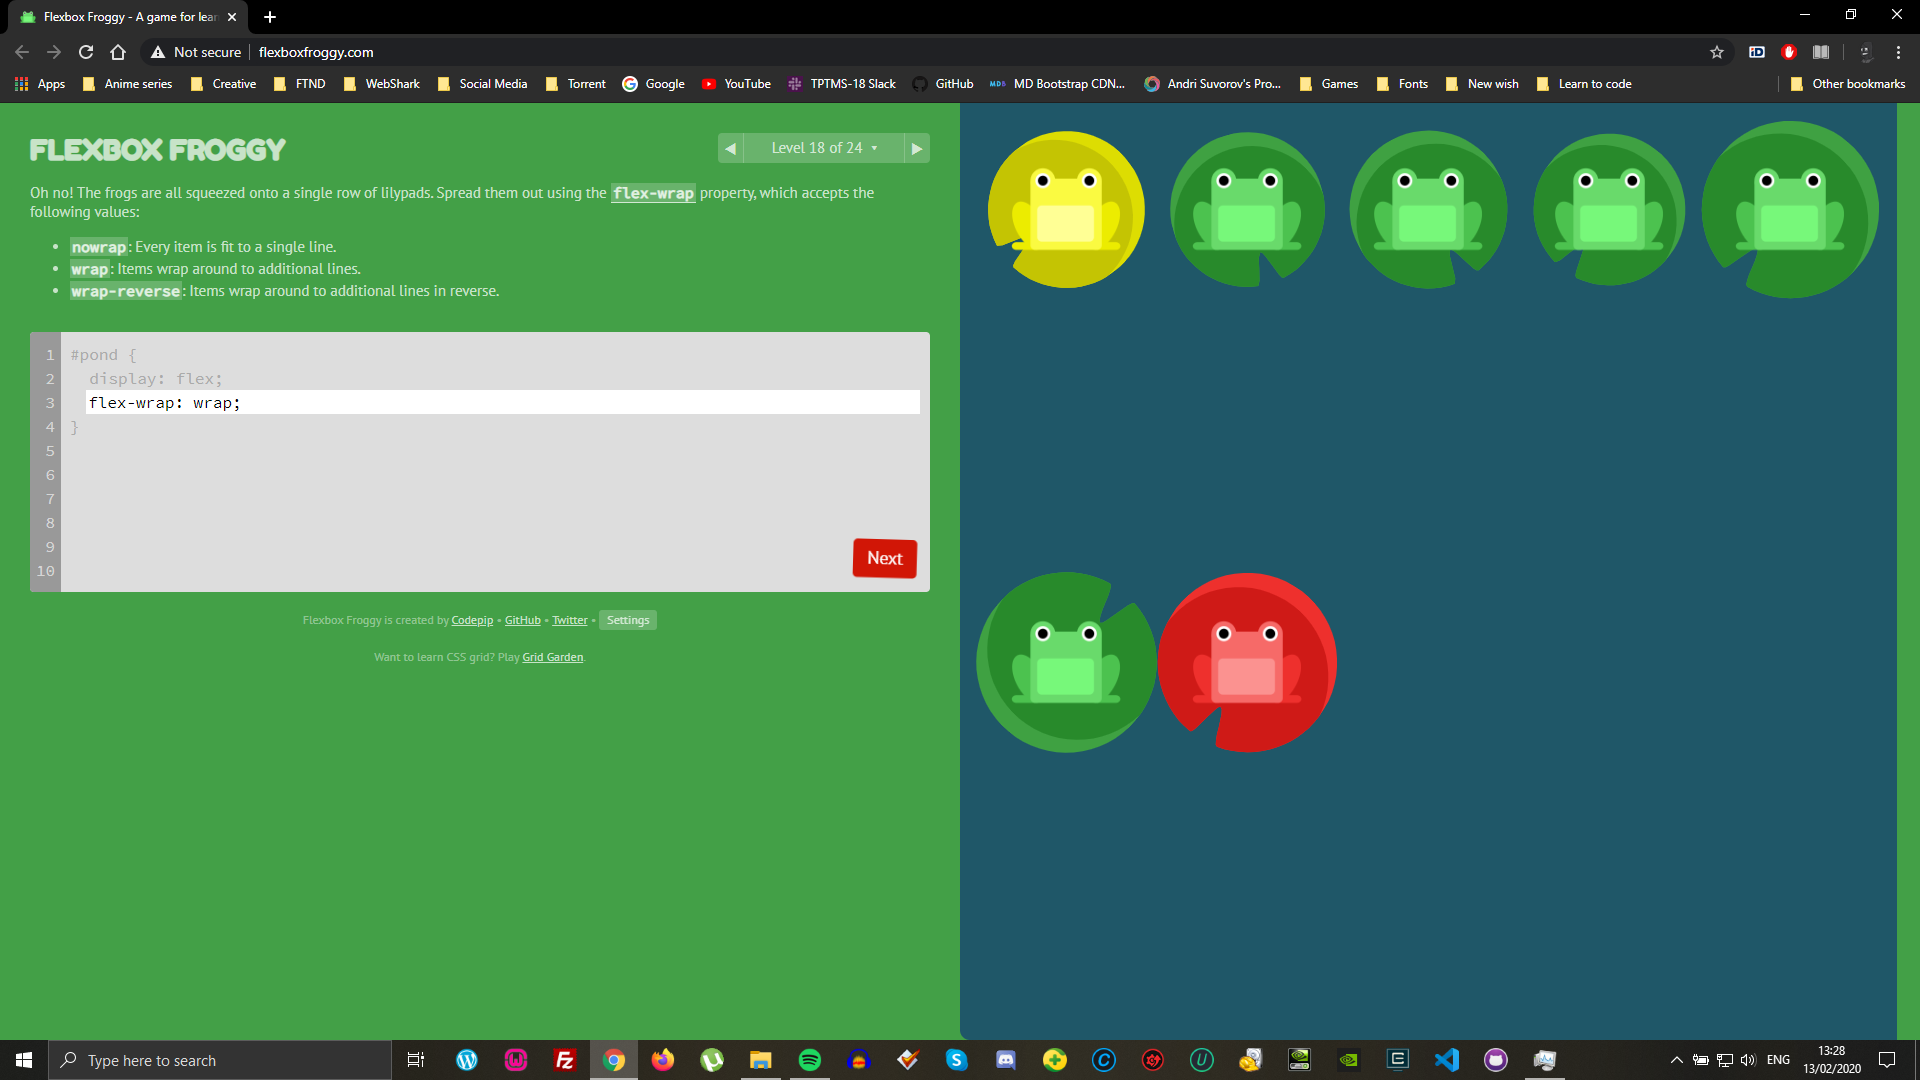 Flexbox Froggy - A game for lear
Not secure
flexboxfroggy.com
Apps
Anime series
Creative
FTND
WebShark
Social Media
Torrent
Google
YouTube
TPTMS-18 Slack
GitHub
MDB
MD Bootstrap CDN...
Andri Suvorov's Pro...
Games
Fonts
New wish
Learn to code
Other bookmarks
FLEXBOX FROGGY
◀ Level 18 of 24 ▾ ▶
Oh no! The frogs are all squeezed onto a single row of lilypads. Spread them out using the flex-wrap property, which accepts the
following values:
• nowrap: Every item is fit to a single line.
• wrap: Items wrap around to additional lines.
• wrap-reverse: Items wrap around to additional lines in reverse.
1 #pond {
2 display: flex;
3 flex-wrap: wrap;
4 }
5
6
7
8
9
10
Next
Flexbox Froggy is created by Codepip • GitHub • Twitter • Settings
Want to learn CSS grid? Play Grid Garden.
Type here to search
ENG
13:28
13/02/2020